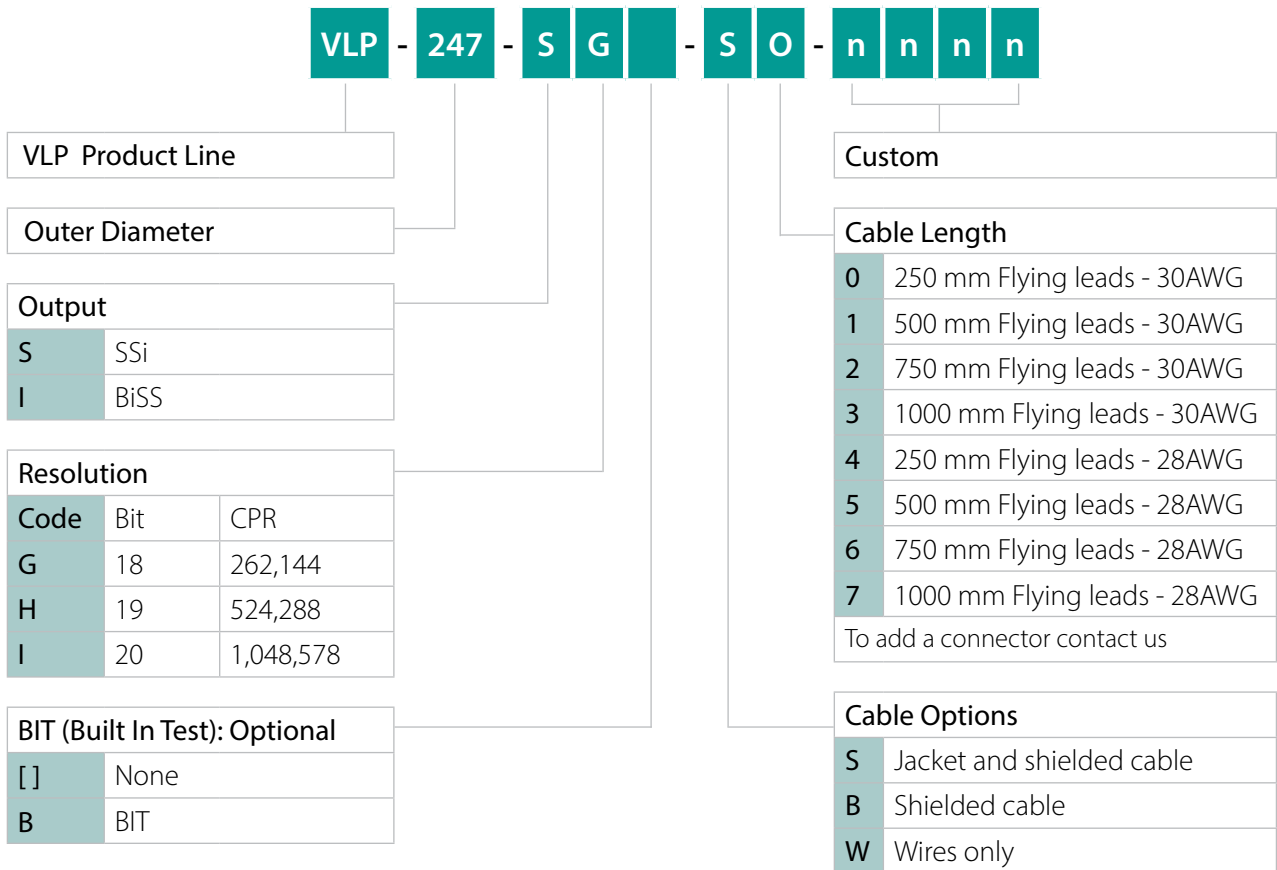 VLP - 247 - S G - S O - n n n n
VLP Product Line
Outer Diameter
Output
S SSi
I BiSS
Resolution
Code Bit CPR
G 18 262,144
H 19 524,288
I 20 1,048,578
BIT (Built In Test): Optional
[ ] None
B BIT
Custom
Cable Length
0 250 mm Flying leads - 30AWG
1 500 mm Flying leads - 30AWG
2 750 mm Flying leads - 30AWG
3 1000 mm Flying leads - 30AWG
4 250 mm Flying leads - 28AWG
5 500 mm Flying leads - 28AWG
6 750 mm Flying leads - 28AWG
7 1000 mm Flying leads - 28AWG
To add a connector contact us
Cable Options
S Jacket and shielded cable
B Shielded cable
W Wires only